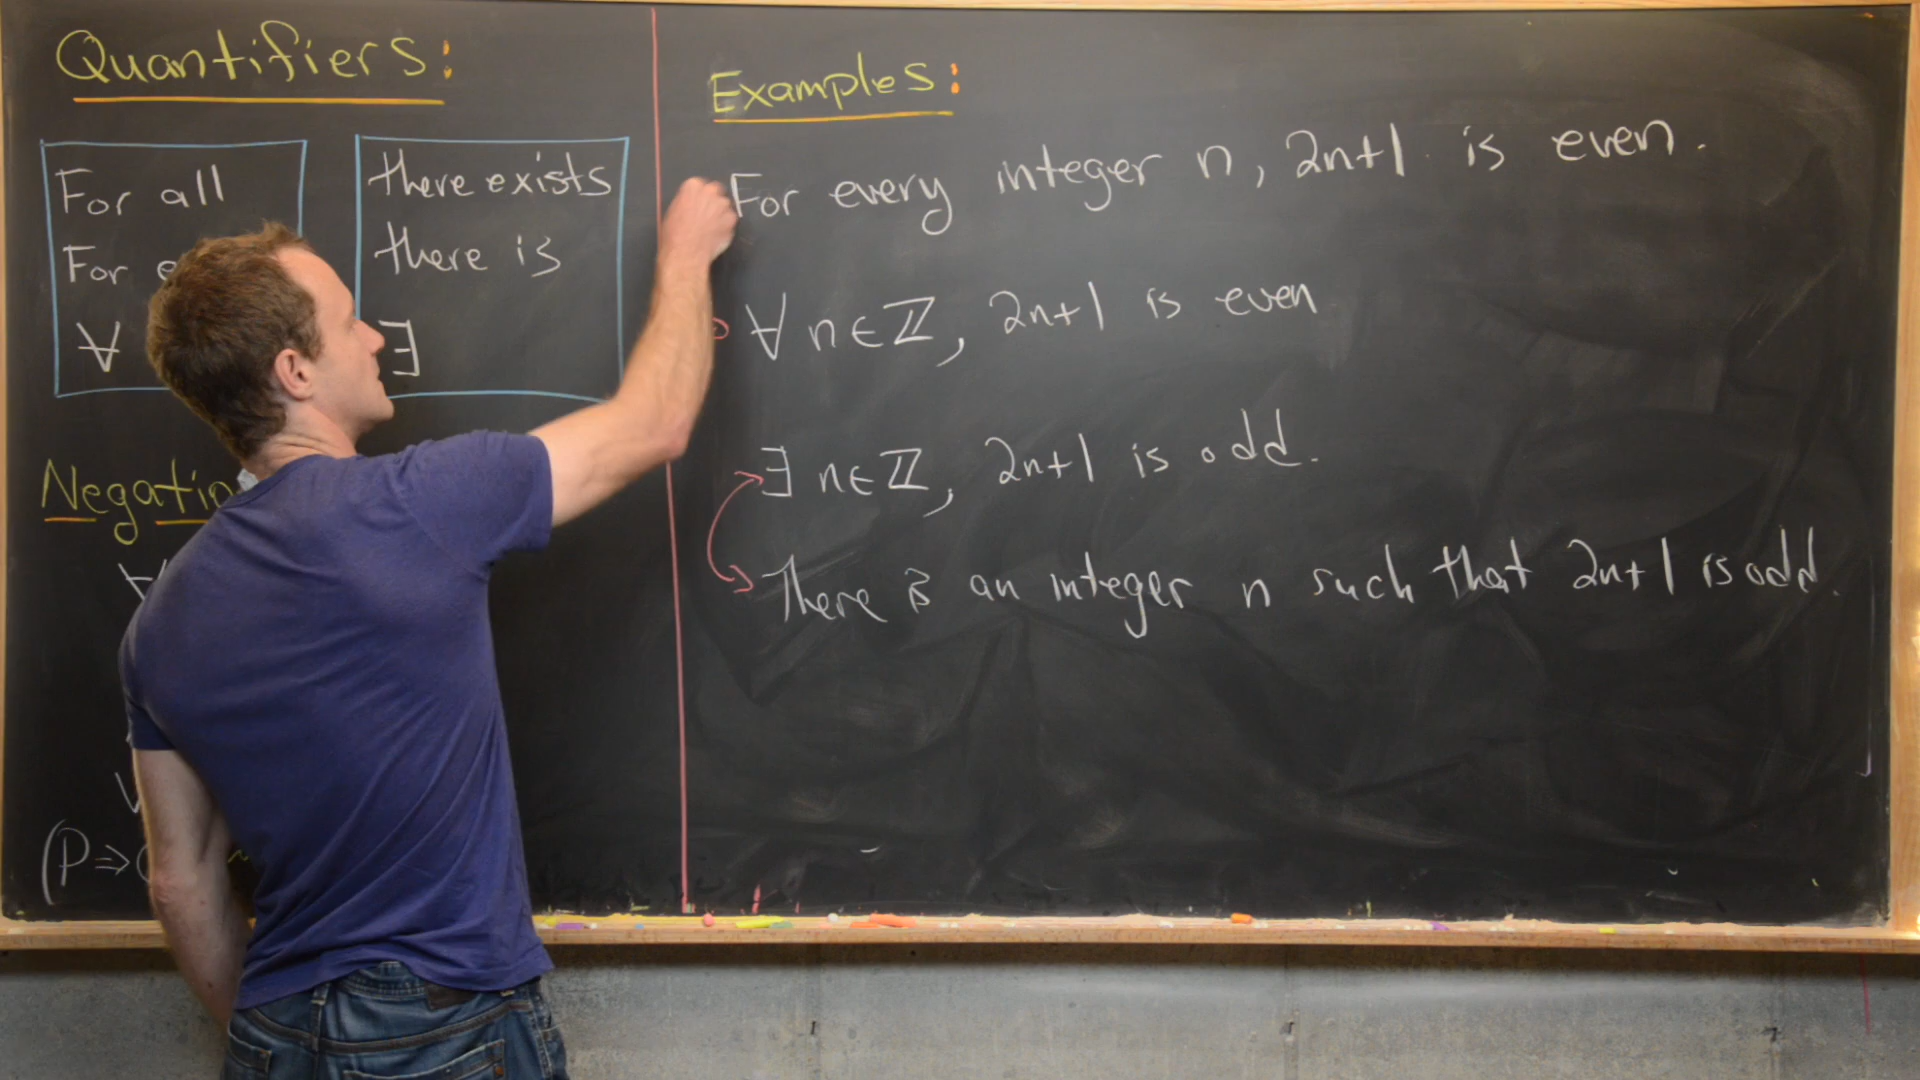 Quantifiers:
For all
For
∀
there exists
there is
∃
(P⇒
Examples:
For every integer n, 2n+1 is even.
∀ n∈ℤ, 2n+1 is even
∃ n∈ℤ, 2n+1 is odd.
There is an integer n such that 2n+1 is odd.